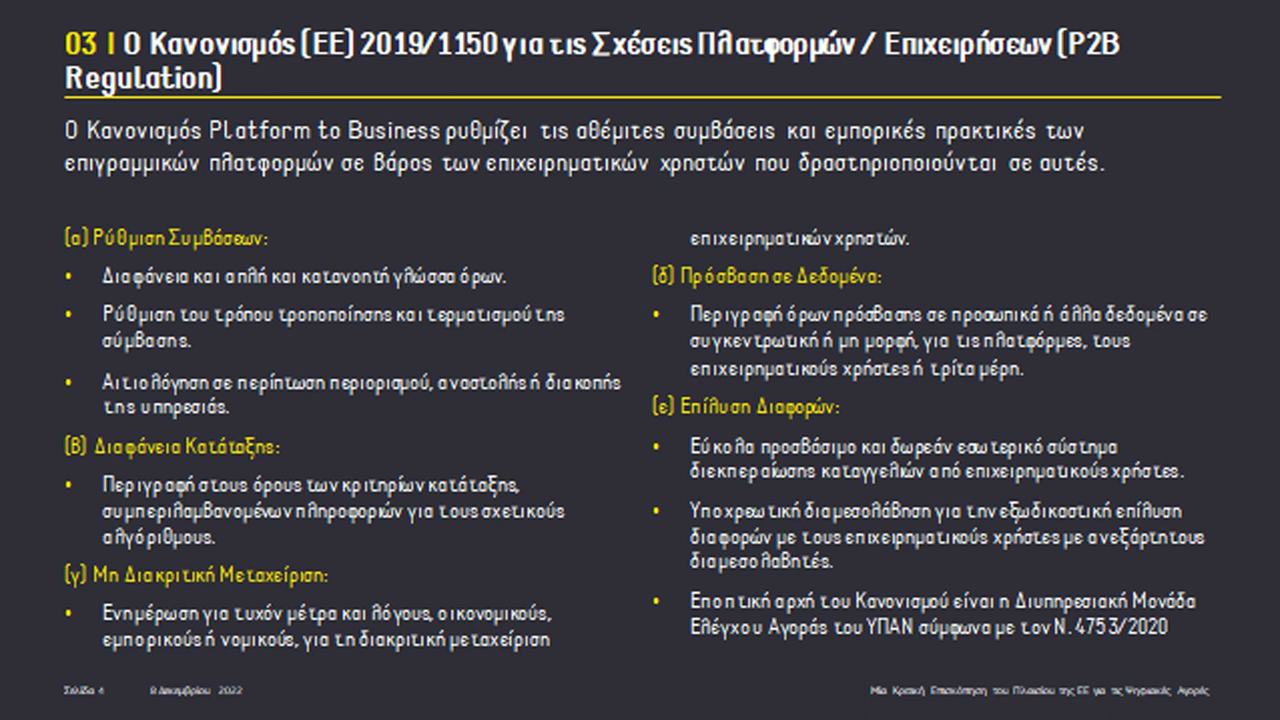 03 | Ο Κανονισμός (ΕΕ) 2019/1150 για τις Σχέσεις Πλατφορμών / Επιχειρήσεων (P2B
Regulation)
Ο Κανονισμός Platform to Business ρυθμίζει τις αθέμιτες συμβάσεις και εμπορικές πρακτικές των
επιγραμμικών πλατφορμών σε βάρος των επιχειρηματικών χρηστών που δραστηριοποιούνται σε αυτές.
(α) Ρύθμιση Συμβάσεων:
• Διαφάνεια και απλή και κατανοητή γλώσσα όρων.
• Ρύθμιση του τρόπου τροποποίησης και τερματισμού της
σύμβασης.
• Αιτιολόγηση σε περίπτωση περιορισμού, αναστολής ή διακοπής
της υπηρεσιάς.
(β) Διαφάνεια Κατάταξης:
• Περιγραφή στους όρους των κριτηρίων κατάταξης,
συμπεριλαμβανομένων πληροφοριών για τους σχετικούς
αλγόριθμους.
(γ) Μη Διακριτική Μεταχείριση:
• Ενημέρωση για τυχόν μέτρα και λόγους, οικονομικούς,
εμπορικούς ή νομικούς, για τη διακριτική μεταχείριση
επιχειρηματικών χρηστών.
(δ) Πρόσβαση σε Δεδομένα:
• Περιγραφή όρων πρόσβασης σε προσωπικά ή άλλα δεδομένα σε
συγκεντρωτική ή μη μορφή, για τις πλατφόρμες, τους
επιχειρηματικούς χρήστες ή τρίτα μέρη.
(ε) Επίλυση Διαφορών:
• Εύκολα προσβάσιμο και δωρεάν εσωτερικό σύστημα
διεκπεραίωσης καταγγελιών από επιχειρηματικούς χρήστες.
• Υποχρεωτική διαμεσολάβηση για την εξωδικαστική επίλυση
διαφορών με τους επιχειρηματικούς χρήστες με ανεξάρτητους
διαμεσολαβητές.
• Εποπτική αρχή του Κανονισμού είναι η Διυπηρεσιακή Μονάδα
Ελέγχου Αγοράς του ΥΠΑΝ σύμφωνα με τον Ν. 4753/2020
Σελίδα 4 8 Δεκεμβρίου 2022 Μία Κριτική Επισκόπηση του Πλαισίου της ΕΕ για τις Ψηφιακές Αγορές